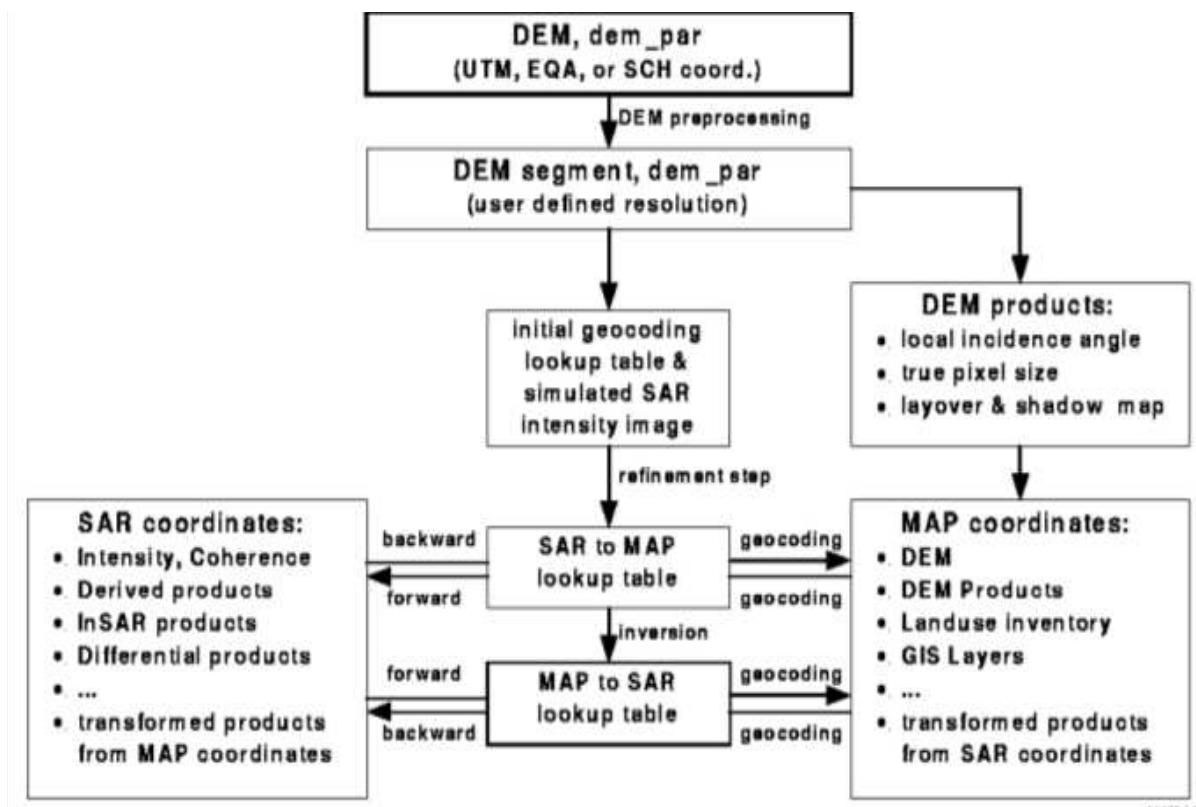 DEM, dem_par
(UTM, EQA, or SCH coord.)
DEM preprocessing
DEM segment, dem_par
(user defined resolution)
initial geocoding
lookup table &
simulated SAR
intensity image
DEM products:
• local incidence angle
• true pixel size
• layover & shadow map
refinement step
SAR coordinates:
• Intensity, Coherence
• Derived products
• InSAR products
• Differential products
• ...
• transformed products
from MAP coordinates
backward
forward
SAR to MAP
lookup table
geocoding
geocoding
inversion
forward
backward
MAP to SAR
lookup table
geocoding
geocoding
MAP coordinates:
• DEM
• DEM Products
• Landuse inventory
• GIS Layers
• ...
• transformed products
from SAR coordinates